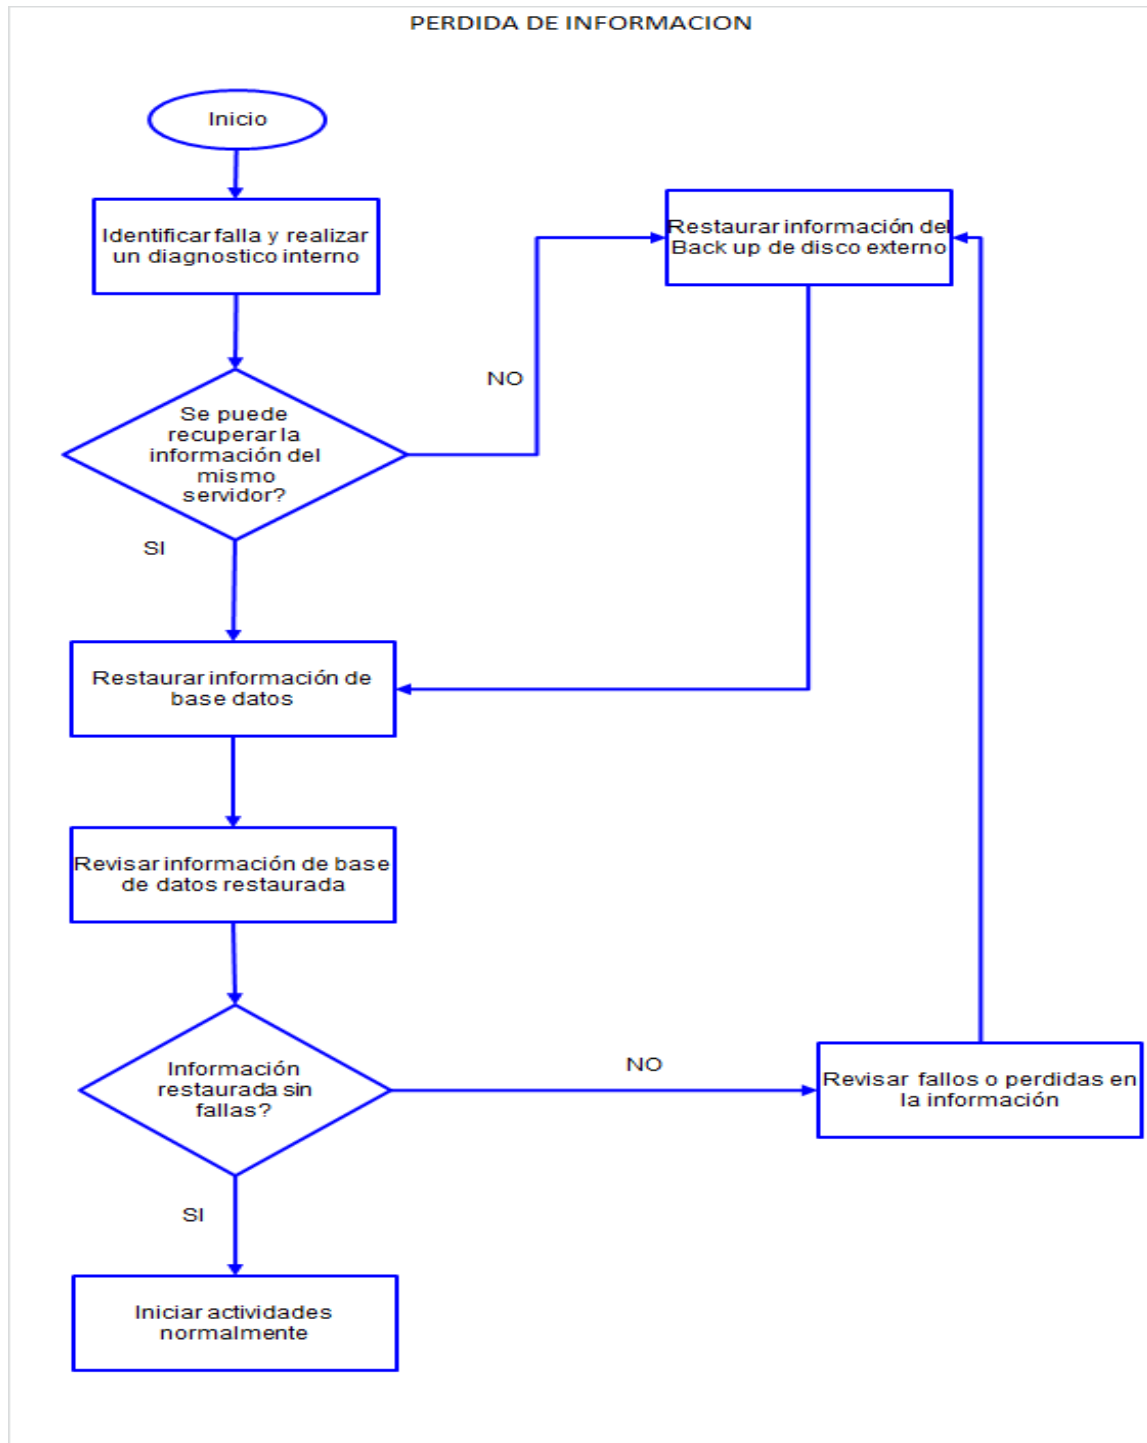 PERDIDA DE INFORMACION
Inicio
Identificar falla y realizar
un diagnostico interno
Restaurar información del
Back up de disco externo
NO
Se puede
recuperar la
información del
mismo
servidor?
SI
Restaurar información de
base datos
Revisar información de base
de datos restaurada
Información
restaurada sin
fallas?
NO
Revisar fallos o perdidas en
la información
SI
Iniciar actividades
normalmente